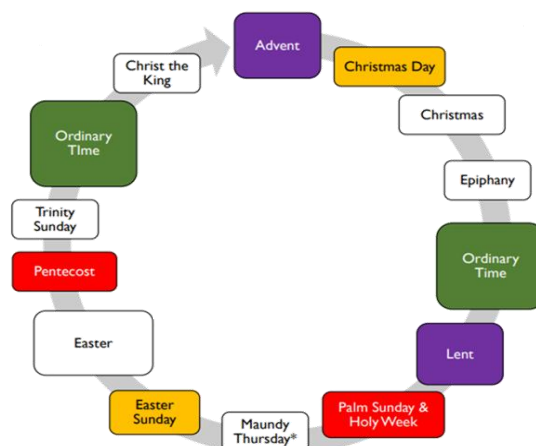 Advent
Christmas Day
Christmas
Epiphany
Ordinary
Time
Lent
Palm Sunday &
Holy Week
Maundy
Thursday*
Easter
Sunday
Easter
Pentecost
Trinity
Sunday
Ordinary
TIme
Christ the
King